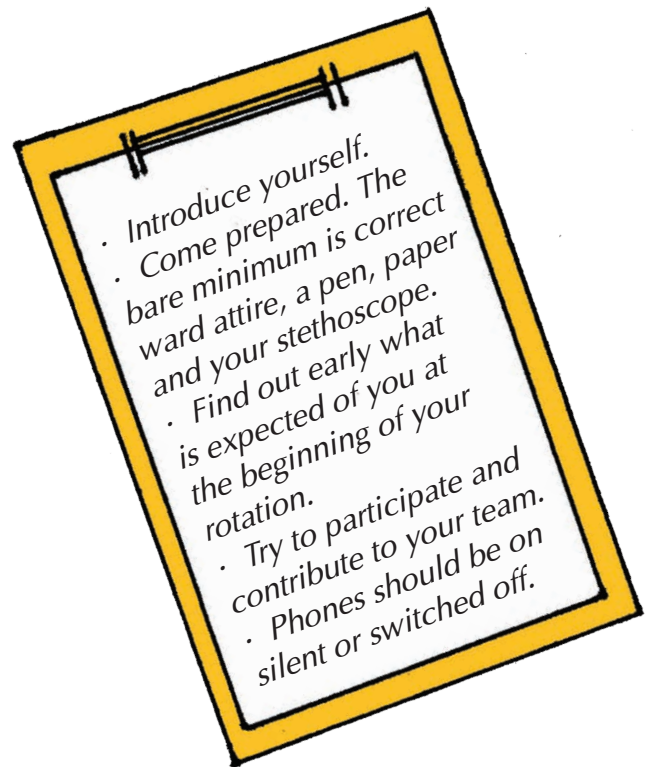 · Introduce yourself.
· Come prepared. The
bare minimum is correct
ward attire, a pen, paper
and your stethoscope.
· Find out early what
is expected of you at
the beginning of your
rotation.
· Try to participate and
contribute to your team.
· Phones should be on
silent or switched off.